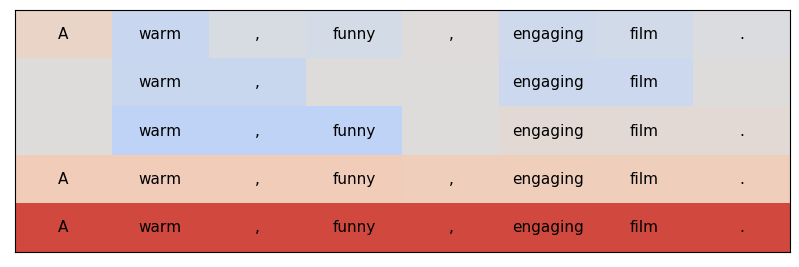 A warm , funny , engaging film .
warm , engaging film
warm , funny engaging film .
A warm , funny , engaging film .
A warm , funny , engaging film .